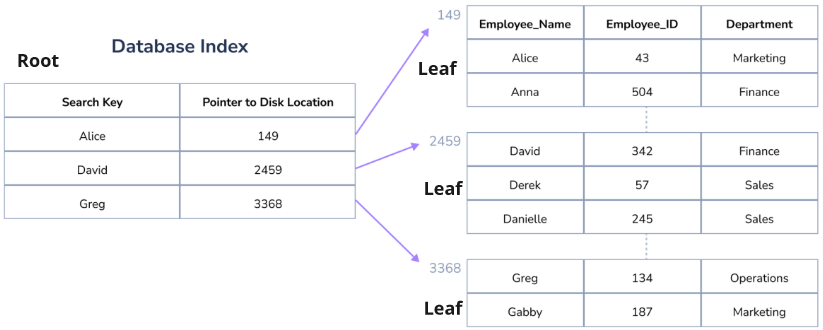 Database Index
Root
Search Key Pointer to Disk Location
Alice 149
David 2459
Greg 3368
149
Leaf
Employee_Name Employee_ID Department
Alice 43 Marketing
Anna 504 Finance
2459
Leaf
David 342 Finance
Derek 57 Sales
Danielle 245 Sales
3368
Leaf
Greg 134 Operations
Gabby 187 Marketing